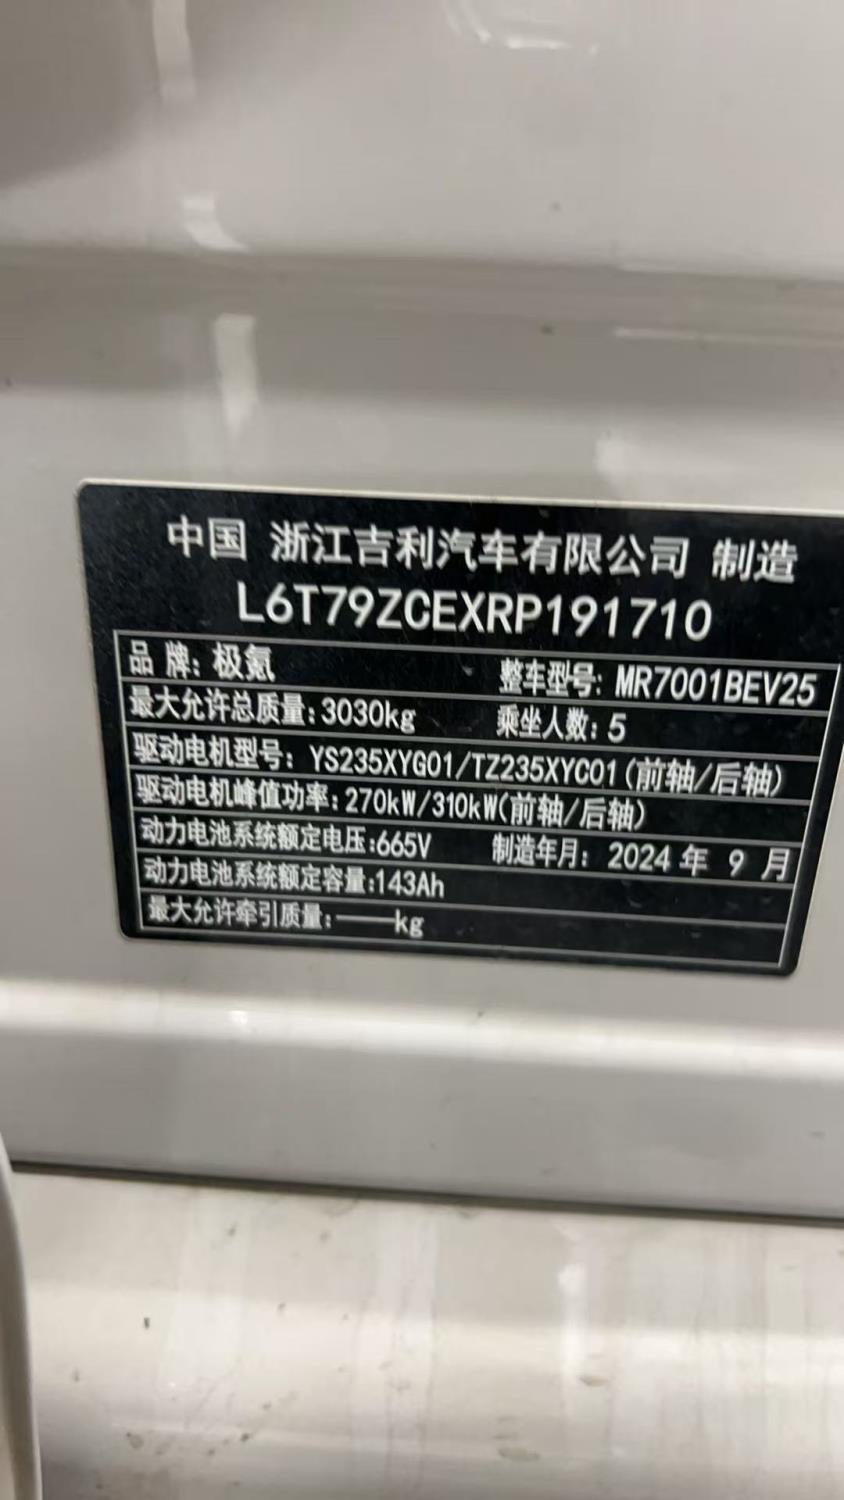 中国 浙江吉利汽车有限公司 制造
L6T79ZCEXRP191710
品 牌: 极氪 整车型号: MR7001BEV25
最大允许总质量:3030kg 乘坐人数: 5
驱动电机型号: YS235XYG01/TZ235XYC01(前轴/后轴)
驱动电机峰值功率:270kW/310kW(前轴/后轴)
动力电池系统额定电压:665V 制造年月: 2024 年 9 月
动力电池系统额定容量:143Ah
最大允许牵引质量:——kg